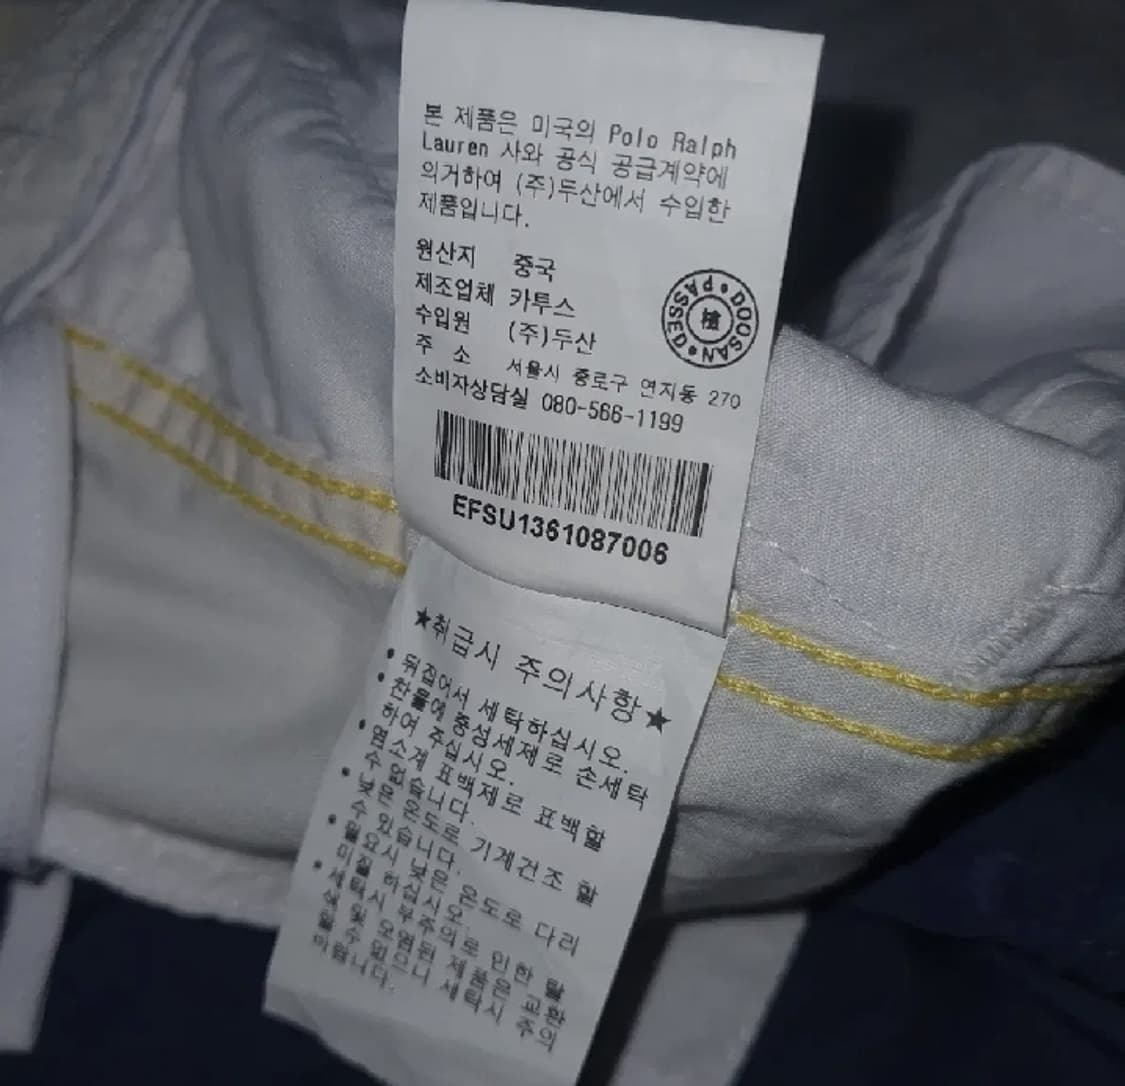 본 제품은 미국의 Polo Ralph
Lauren 사와 공식 공급계약에
의거하여 (주)두산에서 수입한
제품입니다.
원산지 중국
제조업체 카투스
수입원 (주)두산
주 소 서울시 중로구 연지동 270
소비자상담실 080-566-1199
DOOSAN PASSED
EFSU1361087006
★취급시 주의사항★
• 뒤집어서 세탁하십시오.
• 찬물에 중성세제로 손세탁
하여 주십시오.
• 염소계 표백제로 표백할
수 없습니다.
• 낮은 온도로 기계건조 할
수 있습니다.
• 필요시 낮은 온도로 다리
미질 하십시오.
• 세탁시 부주의로 인한 탈
색 및 오염된 제품은 교환
될 수 없으니 세탁시 주의
바랍니다.